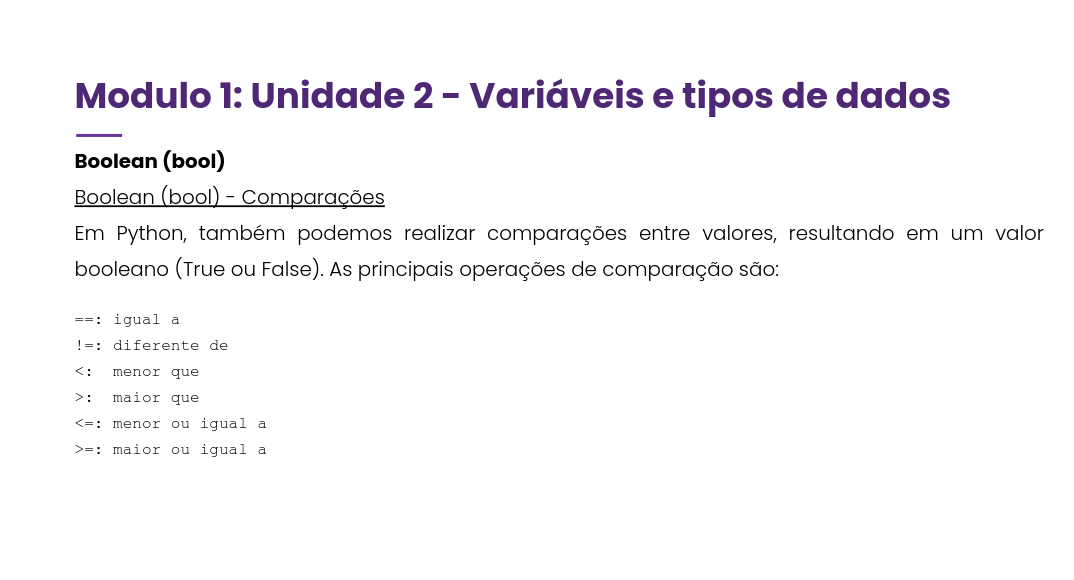 Modulo 1: Unidade 2 - Variáveis e tipos de dados
Boolean (bool)
Boolean (bool) - Comparações
Em Python, também podemos realizar comparações entre valores, resultando em um valor
booleano (True ou False). As principais operações de comparação são:
==: igual a
!=: diferente de
<:  menor que
>:  maior que
<=: menor ou igual a
>=: maior ou igual a